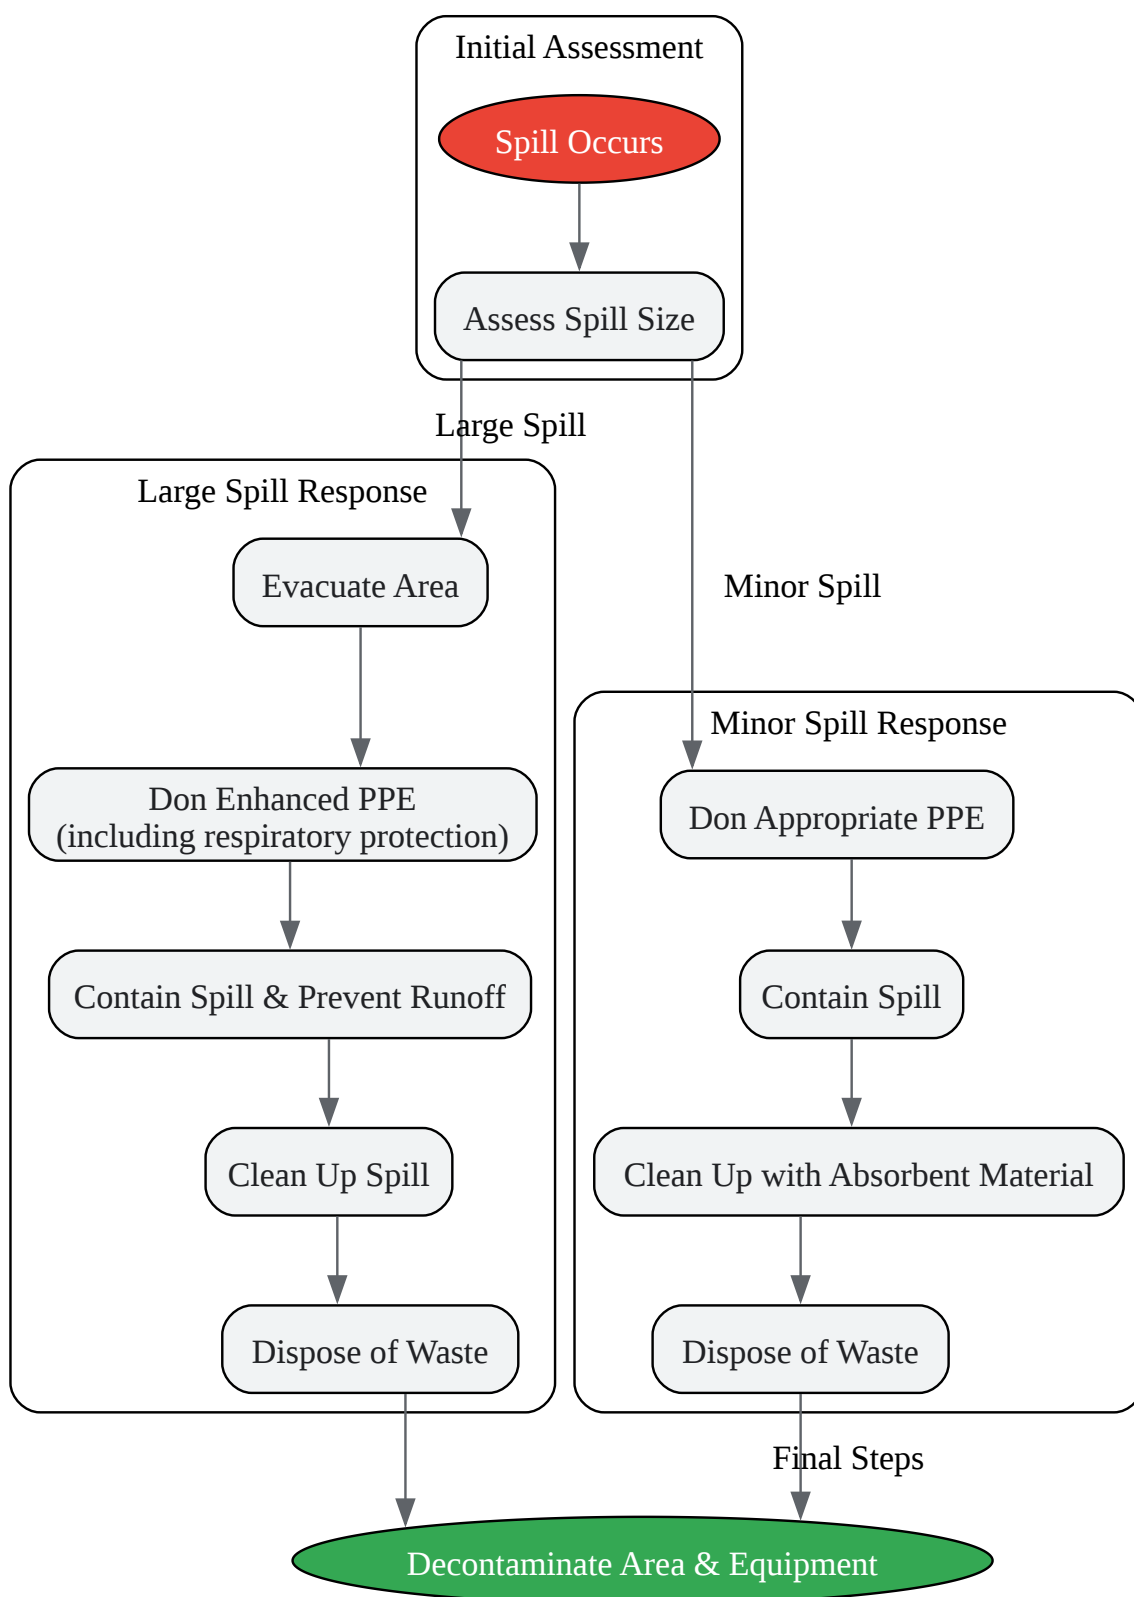 Initial Assessment
Spill Occurs
Assess Spill Size
Large Spill
Large Spill Response
Evacuate Area
Don Enhanced PPE
(including respiratory protection)
Contain Spill & Prevent Runoff
Clean Up Spill
Dispose of Waste
Minor Spill
Minor Spill Response
Don Appropriate PPE
Contain Spill
Clean Up with Absorbent Material
Dispose of Waste
Final Steps
Decontaminate Area & Equipment